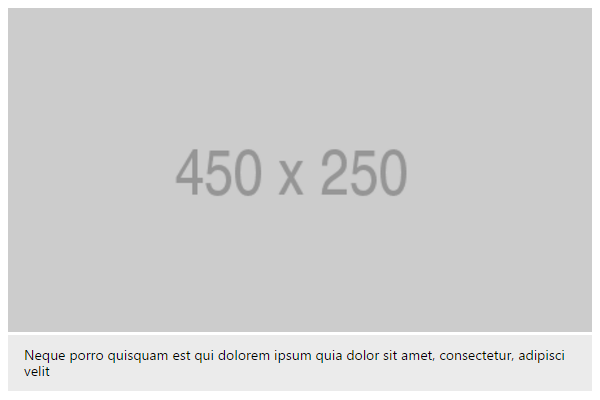 450 x 250
Neque porro quisquam est qui dolorem ipsum quia dolor sit amet, consectetur, adipisci
velit